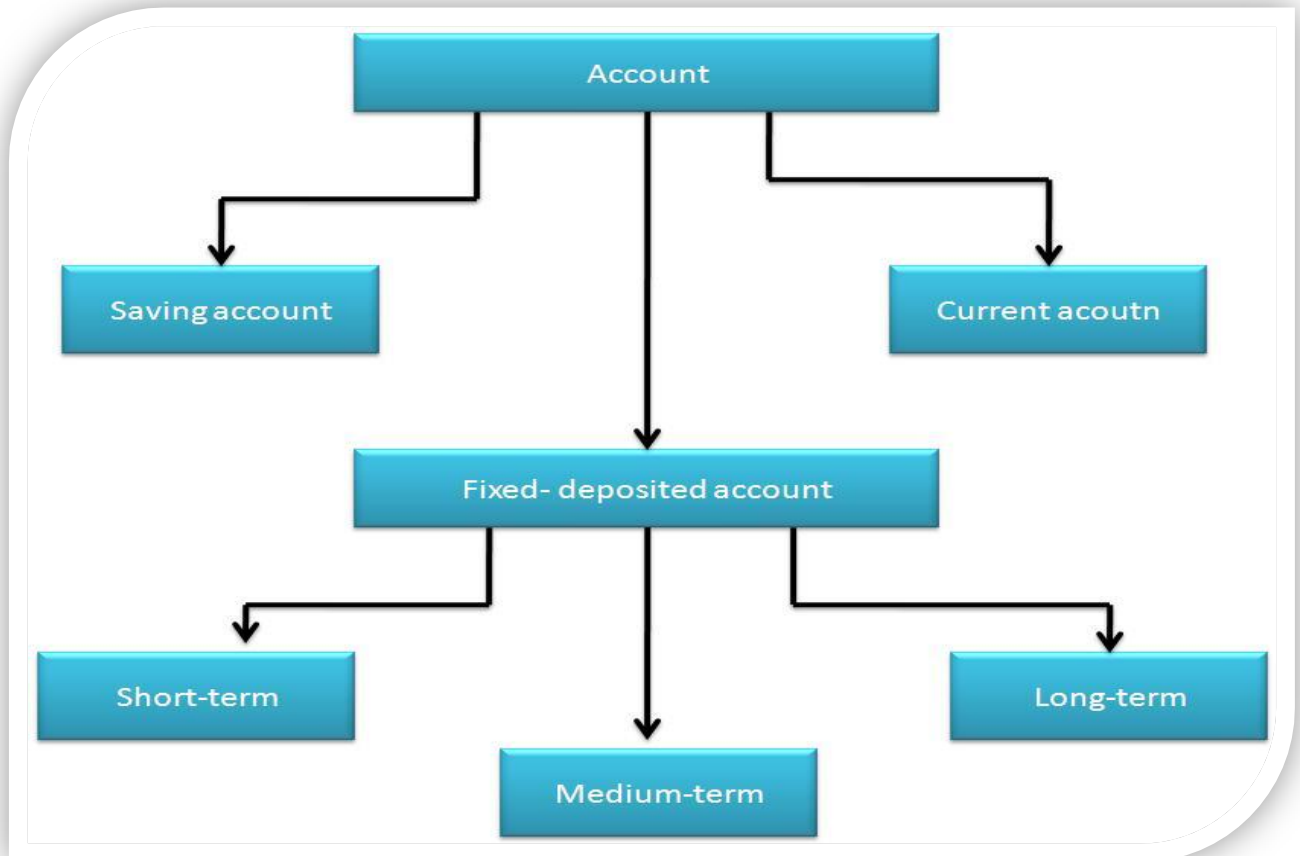 Account
Saving account
Current acoutn
Fixed- deposited account
Short-term
Long-term
Medium-term